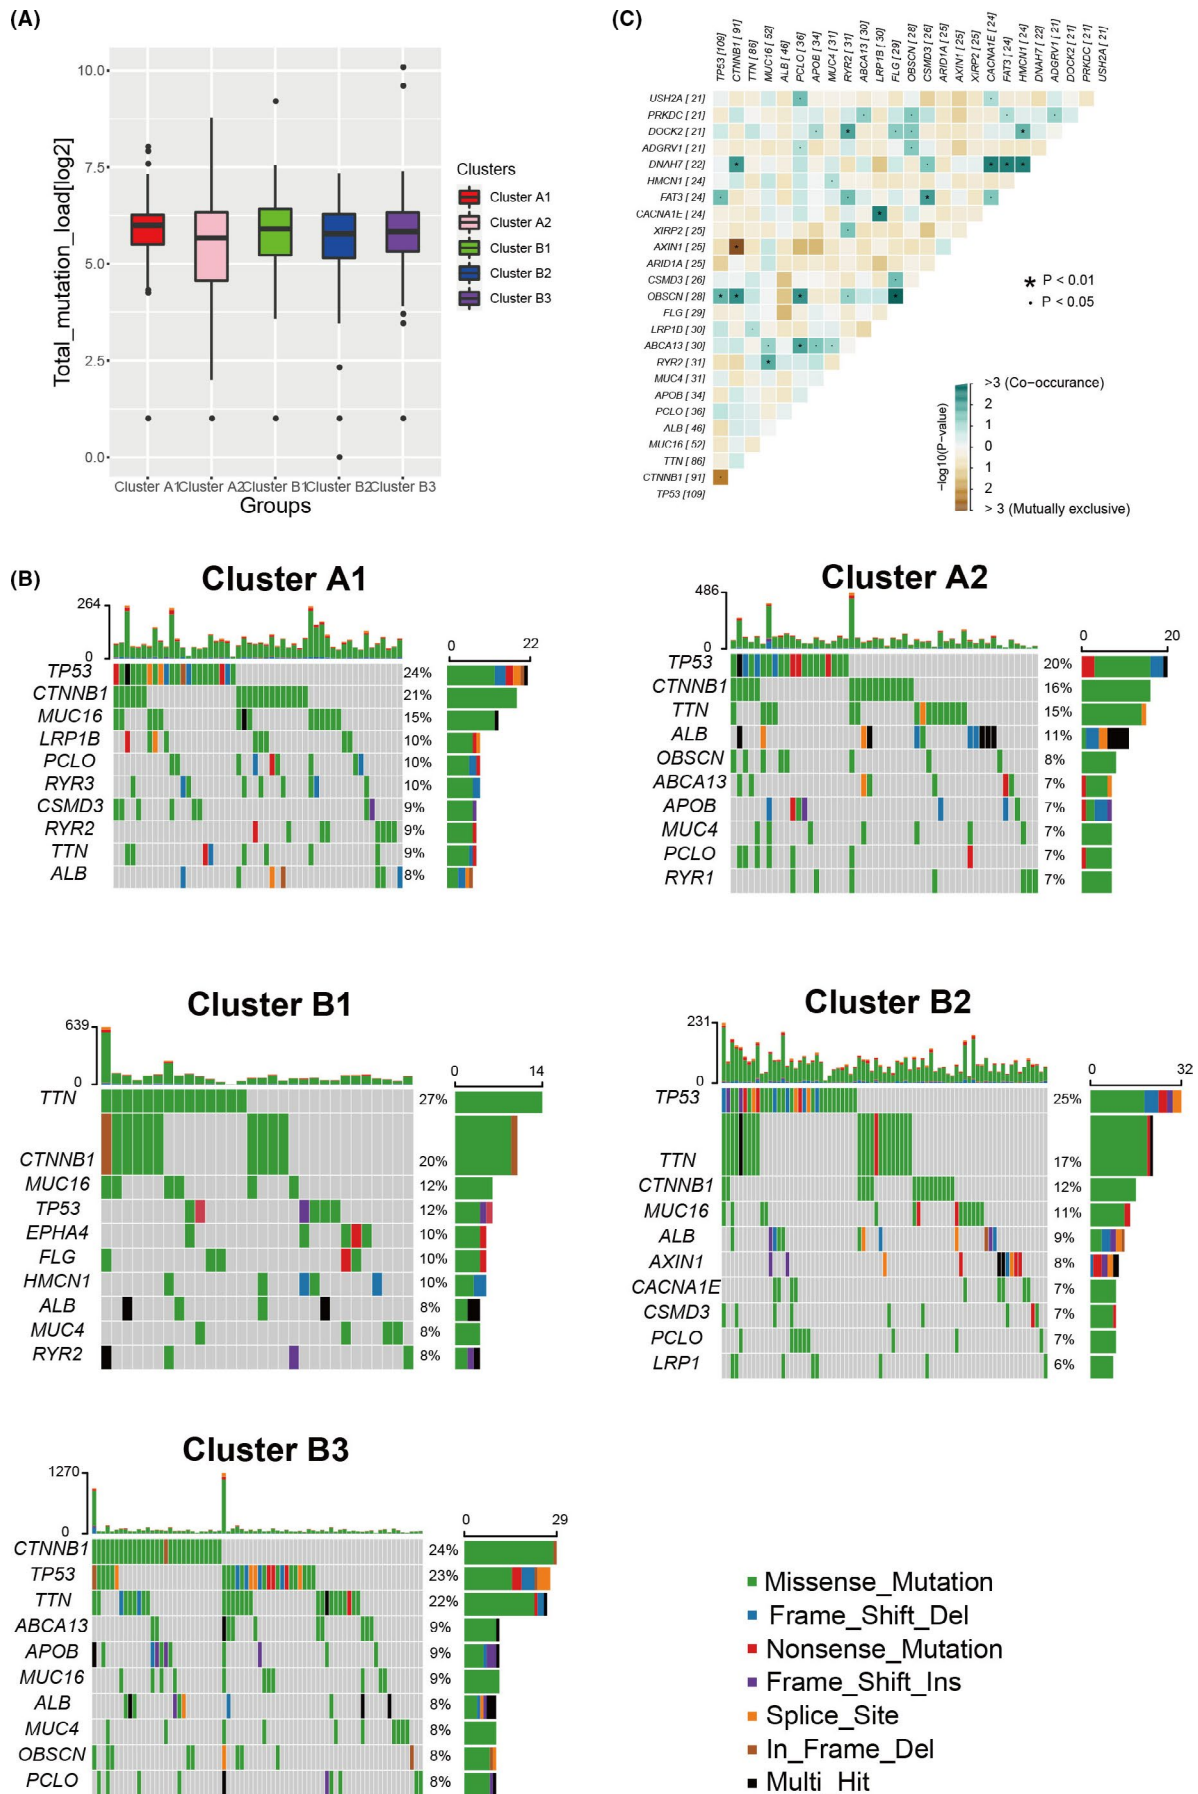 (A)
Total_mutation_load[log2]
10.0
7.5
5.0
2.5
0.0
Cluster A1
Cluster A2
Cluster B1
Cluster B2
Cluster B3
Groups
Clusters
Cluster A1
Cluster A2
Cluster B1
Cluster B2
Cluster B3
(C)
TP53 [109]
CTNNB1 [ 91]
TTN [ 86]
MUC16 [ 52]
ALB [ 46]
PCLO [ 36]
APOB [ 34]
MUC4 [ 31]
RYR2 [ 31]
ABCA13 [ 30]
LRP1B [ 30]
FLG [ 29]
OBSCN [ 28]
CSMD3 [ 26]
ARID1A [ 25]
AXIN1 [ 25]
XIRP2 [ 25]
CACNA1E [ 24]
FAT3 [ 24]
HMCN1 [ 24]
DNAH7 [ 22]
ADGRV1 [ 21]
DOCK2 [ 21]
PRKDC [ 21]
USH2A [ 21]
USH2A [ 21]
PRKDC [ 21]
DOCK2 [ 21]
ADGRV1 [ 21]
DNAH7 [ 22]
HMCN1 [ 24]
FAT3 [ 24]
CACNA1E [ 24]
XIRP2 [ 25]
AXIN1 [ 25]
ARID1A [ 25]
CSMD3 [ 26]
OBSCN [ 28]
FLG [ 29]
LRP1B [ 30]
ABCA13 [ 30]
RYR2 [ 31]
MUC4 [ 31]
APOB [ 34]
PCLO [ 36]
ALB [ 46]
MUC16 [ 52]
TTN [ 86]
CTNNB1 [ 91]
TP53 [109]
* P < 0.01
· P < 0.05
−log10(P−value)
>3 (Co−occurance)
2
1
0
1
2
> 3 (Mutually exclusive)
(B)
Cluster A1
264
0
0 22
TP53 24%
CTNNB1 21%
MUC16 15%
LRP1B 10%
PCLO 10%
RYR3 10%
CSMD3 9%
RYR2 9%
TTN 9%
ALB 8%
Cluster A2
486
0
0 20
TP53 20%
CTNNB1 16%
TTN 15%
ALB 11%
OBSCN 8%
ABCA13 7%
APOB 7%
MUC4 7%
PCLO 7%
RYR1 7%
Cluster B1
639
0
0 14
TTN 27%
CTNNB1 20%
MUC16 12%
TP53 12%
EPHA4 10%
FLG 10%
HMCN1 10%
ALB 8%
MUC4 8%
RYR2 8%
Cluster B2
231
0
0 32
TP53 25%
TTN 17%
CTNNB1 12%
MUC16 11%
ALB 9%
AXIN1 8%
CACNA1E 7%
CSMD3 7%
PCLO 7%
LRP1 6%
Cluster B3
1270
0
0 29
CTNNB1 24%
TP53 23%
TTN 22%
ABCA13 9%
APOB 9%
MUC16 9%
ALB 8%
MUC4 8%
OBSCN 8%
PCLO 8%
Missense_Mutation
Frame_Shift_Del
Nonsense_Mutation
Frame_Shift_Ins
Splice_Site
In_Frame_Del
Multi_Hit